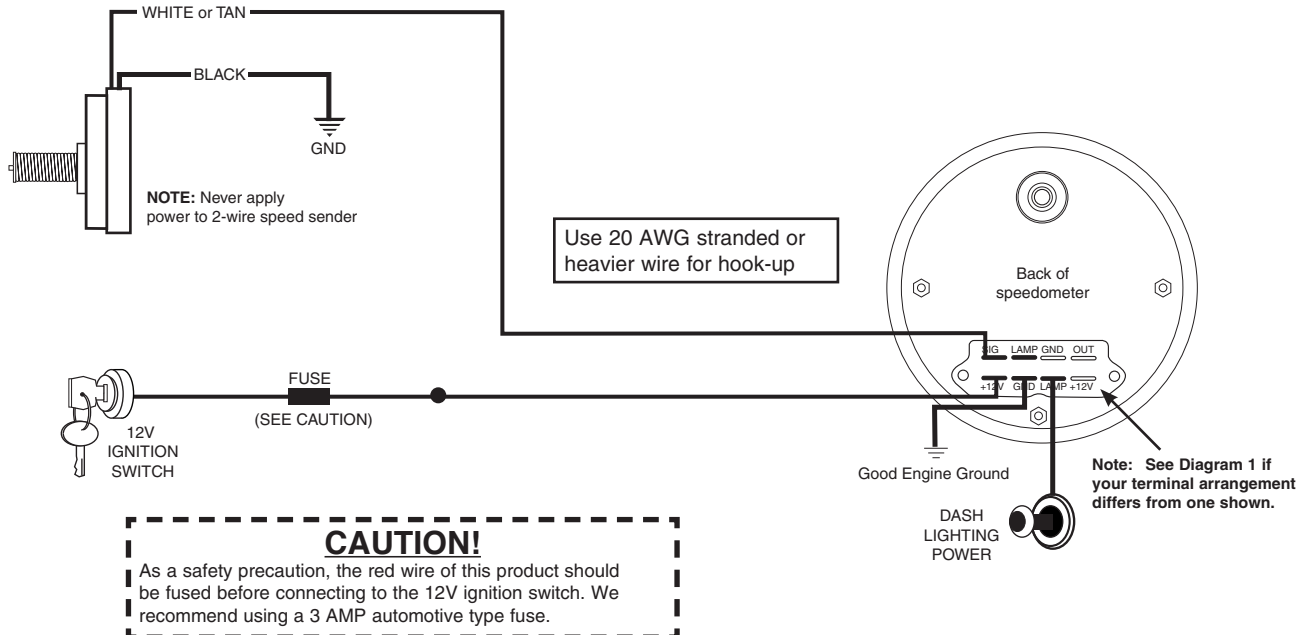 WHITE or TAN
BLACK
GND
NOTE: Never apply
power to 2-wire speed sender
Use 20 AWG stranded or
heavier wire for hook-up
Back of
speedometer
SIG LAMP GND OUT
+12V GND LAMP +12V
FUSE
(SEE CAUTION)
12V
IGNITION
SWITCH
Good Engine Ground
Note: See Diagram 1 if
your terminal arrangement
differs from one shown.
DASH
LIGHTING
POWER
CAUTION!
As a safety precaution, the red wire of this product should
be fused before connecting to the 12V ignition switch. We
recommend using a 3 AMP automotive type fuse.